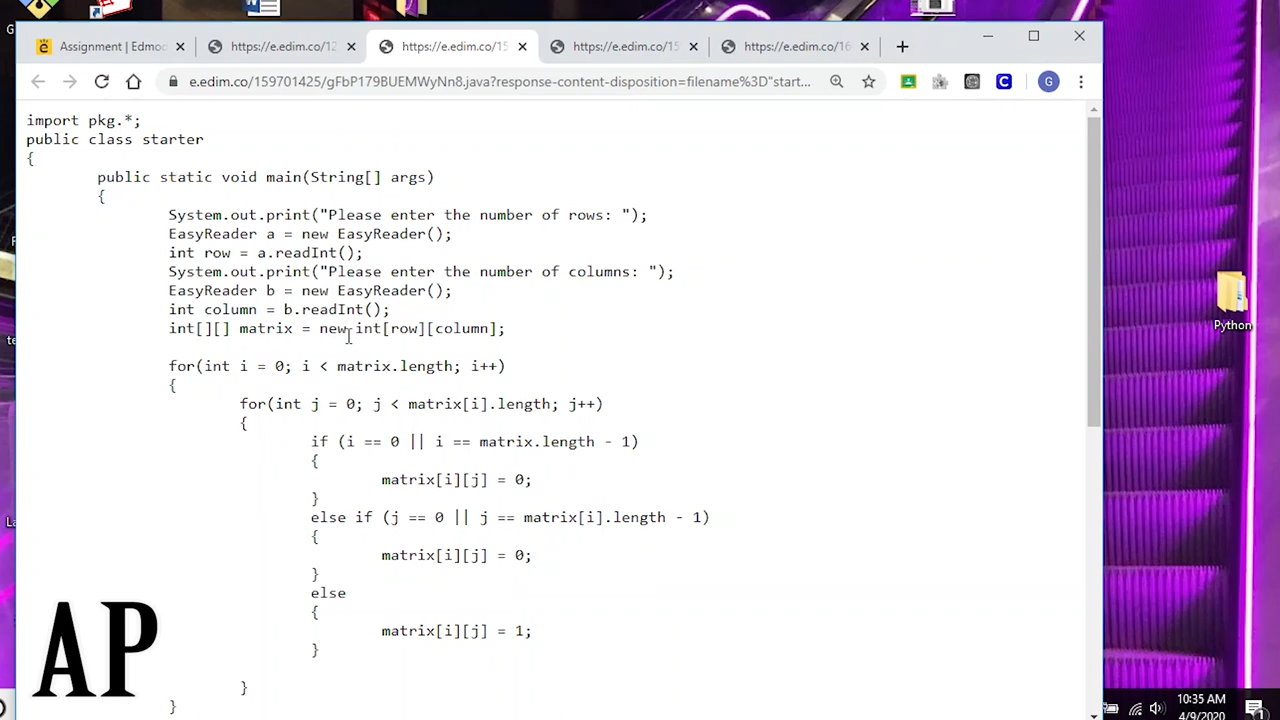 Assignment | Edmod
https://e.edim.co/12
https://e.edim.co/15
https://e.edim.co/15
https://e.edim.co/16
e.edim.co/159701425/gFbP179BUEMWyNn8.java?response-content-disposition=filename%3D"start...
G
import pkg.*;
public class starter
{
public static void main(String[] args)
{
System.out.print("Please enter the number of rows: ");
EasyReader a = new EasyReader();
int row = a.readInt();
System.out.print("Please enter the number of columns: ");
EasyReader b = new EasyReader();
int column = b.readInt();
int[][] matrix = new int[row][column];
for(int i = 0; i < matrix.length; i++)
{
for(int j = 0; j < matrix[i].length; j++)
{
if (i == 0 || i == matrix.length - 1)
{
matrix[i][j] = 0;
}
else if (j == 0 || j == matrix[i].length - 1)
{
matrix[i][j] = 0;
}
else
{
matrix[i][j] = 1;
}
}
}
Python
AP
10:35 AM
4/9/2020